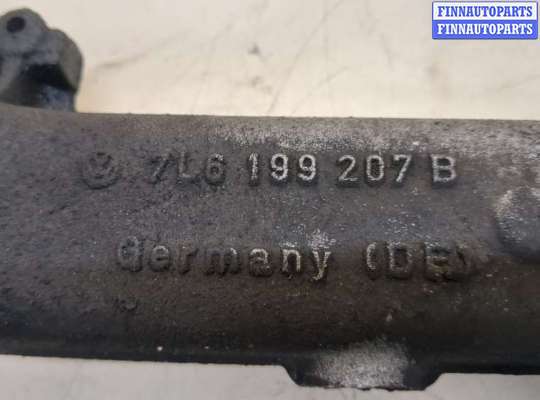 FINNAUTOPARTS
FINNAUTOPARTS
7L6 199 207 B
Germany (DE)